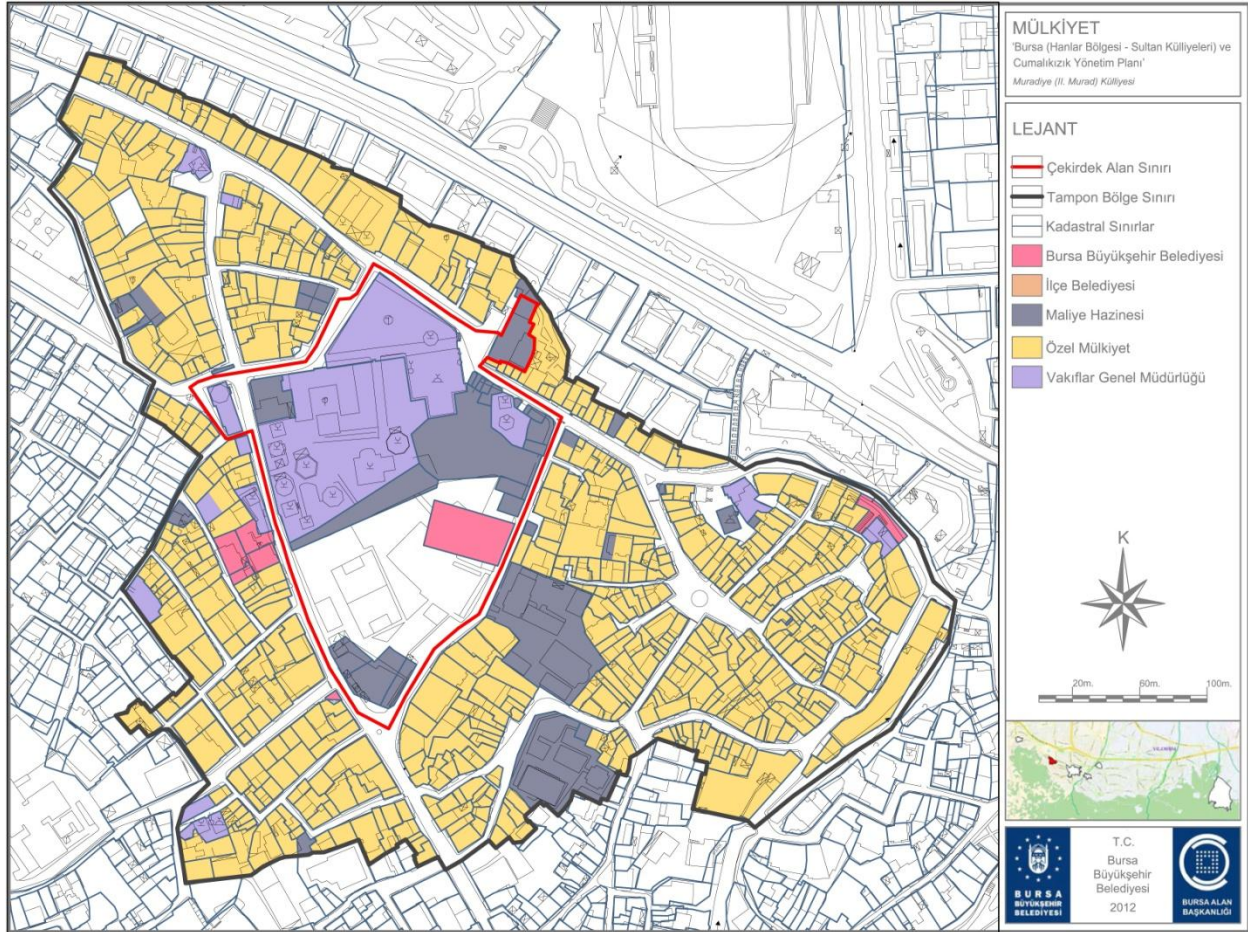 MÜLKİYET
'Bursa (Hanlar Bölgesi - Sultan Külliyeleri) ve
Cumalıkızık Yönetim Planı'
Muradiye (II. Murad) Külliyesi
LEJANT
Çekirdek Alan Sınırı
Tampon Bölge Sınırı
Kadastral Sınırlar
Bursa Büyükşehir Belediyesi
İlçe Belediyesi
Maliye Hazinesi
Özel Mülkiyet
Vakıflar Genel Müdürlüğü
K
20m. 60m. 100m.
BURSA
BÜYÜKŞEHİR
BELEDİYESİ
T.C.
Bursa
Büyükşehir
Belediyesi
2012
BURSA ALAN
BAŞKANLIĞI